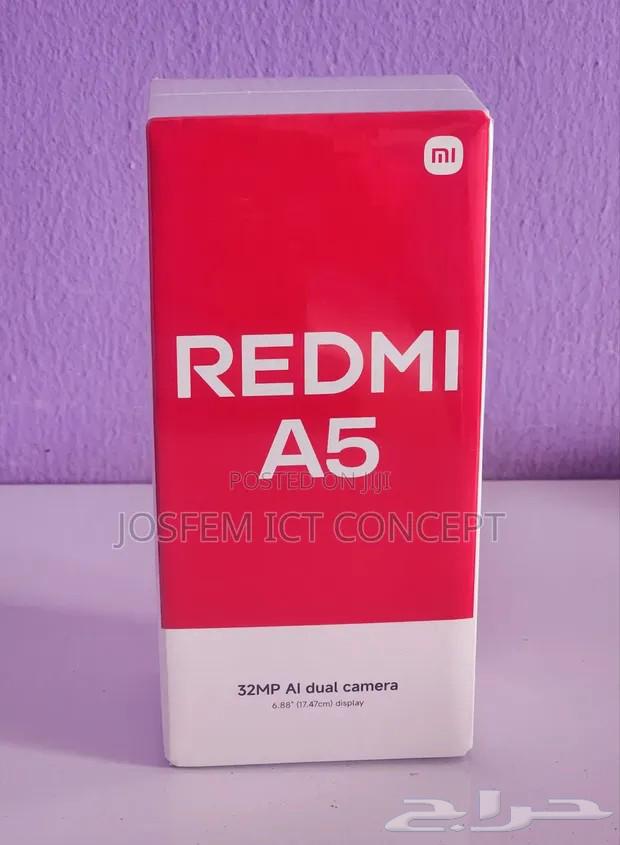 mi
REDMI
A5
POSTED ON JIJI
JOSFEM ICT CONCEPT
32MP AI dual camera
6.88" (17.47cm) display
حراج